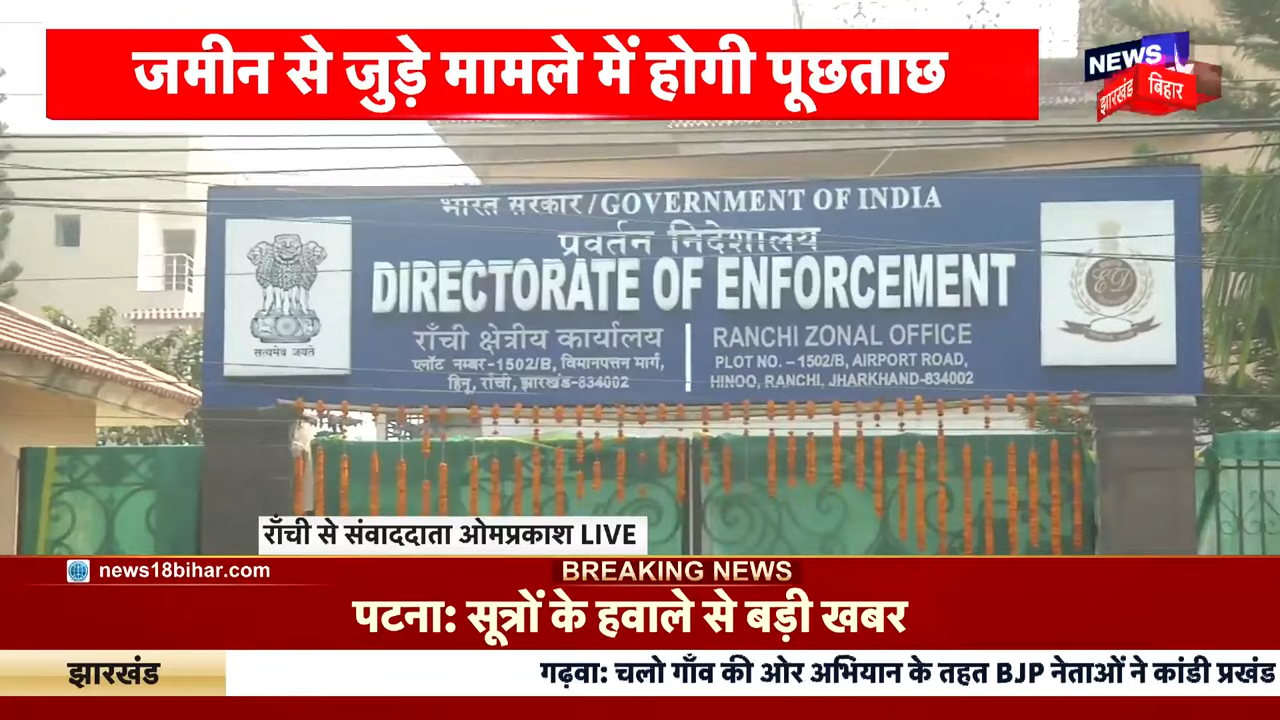 जमीन से जुड़े मामले में होगी पूछताछ
NEWS
झारखंड बिहार
भारत सरकार/GOVERNMENT OF INDIA
प्रवर्तन निदेशालय
DIRECTORATE OF ENFORCEMENT
सत्यमेव जयते
राँची क्षेत्रीय कार्यालय
प्लॉट नम्बर-1502/B, विमानपत्तन मार्ग,
हिनू, राँची, झारखंड-834002
RANCHI ZONAL OFFICE
PLOT NO. – 1502/B, AIRPORT ROAD,
HINOO, RANCHI, JHARKHAND-834002
ED
राँची से संवाददाता ओमप्रकाश LIVE
news18bihar.com
BREAKING NEWS
पटना: सूत्रों के हवाले से बड़ी खबर
झारखंड
गढ़वा: चलो गाँव की ओर अभियान के तहत BJP नेताओं ने कांडी प्रखंड